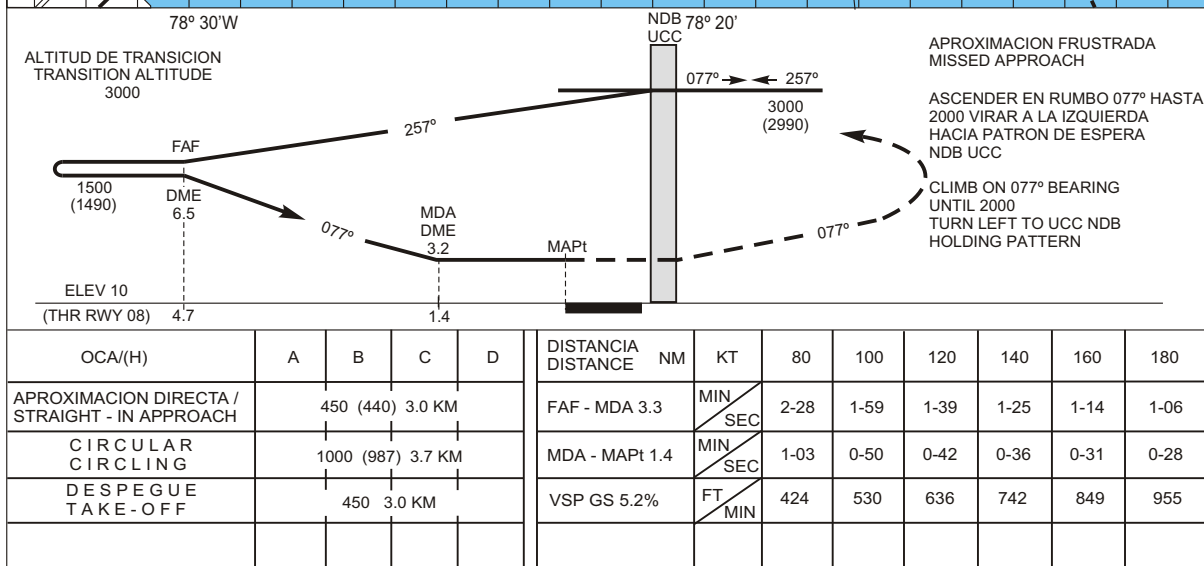 78º 30'W
NDB
UCC
78º 20'
ALTITUD DE TRANSICION
TRANSITION ALTITUDE
3000
APROXIMACION FRUSTRADA
MISSED APPROACH
ASCENDER EN RUMBO 077º HASTA
2000 VIRAR A LA IZQUIERDA
HACIA PATRON DE ESPERA
NDB UCC
CLIMB ON 077º BEARING
UNTIL 2000
TURN LEFT TO UCC NDB
HOLDING PATTERN
077º
257º
3000
(2990)
257º
FAF
1500
(1490)
DME
6.5
077º
MDA
DME
3.2
MAPt
077º
ELEV 10
(THR RWY 08)
4.7
1.4
OCA/(H) A B C D
APROXIMACION DIRECTA /
STRAIGHT - IN APPROACH
450 (440) 3.0 KM
CIRCULAR
CIRCLING
1000 (987) 3.7 KM
DESPEGUE
TAKE-OFF
450 3.0 KM
DISTANCIA
DISTANCE NM KT 80 100 120 140 160 180
FAF - MDA 3.3 MIN SEC 2-28 1-59 1-39 1-25 1-14 1-06
MDA - MAPt 1.4 MIN SEC 1-03 0-50 0-42 0-36 0-31 0-28
VSP GS 5.2% FT MIN 424 530 636 742 849 955